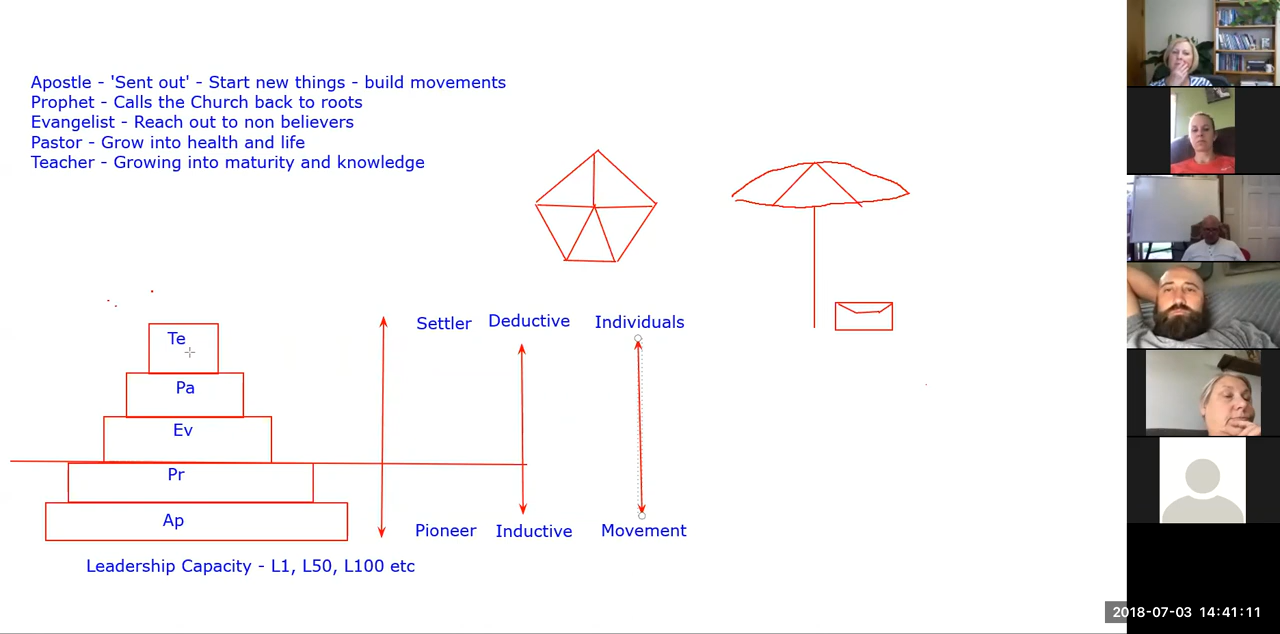 Apostle - 'Sent out' - Start new things - build movements
Prophet - Calls the Church back to roots
Evangelist - Reach out to non believers
Pastor - Grow into health and life
Teacher - Growing into maturity and knowledge
Te
Pa
Ev
Pr
Ap
Settler Deductive Individuals
Pioneer Inductive Movement
Leadership Capacity - L1, L50, L100 etc
2018-07-03 14:41:11